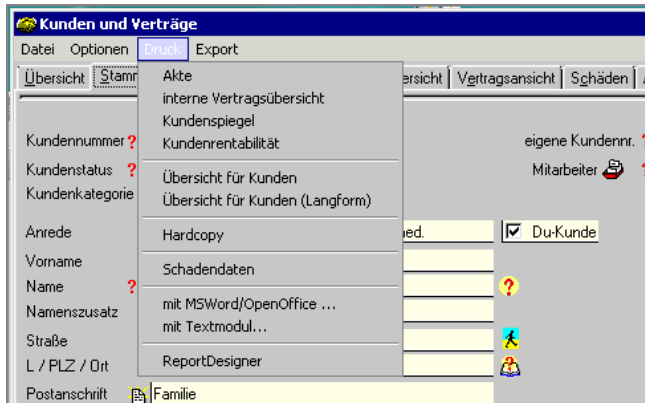 Kunden und Verträge
Datei Optionen Druck Export
Übersicht Stamm ersicht Vertragsansicht Schäden
Akte
interne Vertragsübersicht
Kundenspiegel
Kundenrentabilität
Übersicht für Kunden
Übersicht für Kunden (Langform)
Hardcopy
Schadendaten
mit MSWord/OpenOffice ...
mit Textmodul...
ReportDesigner
Kundennummer ? eigene Kundennr. ?
Kundenstatus ? Mitarbeiter ?
Kundenkategorie
Anrede ned. Du-Kunde
Vorname
Name ? ?
Namenszusatz
Straße
L / PLZ / Ort
Postanschrift Familie